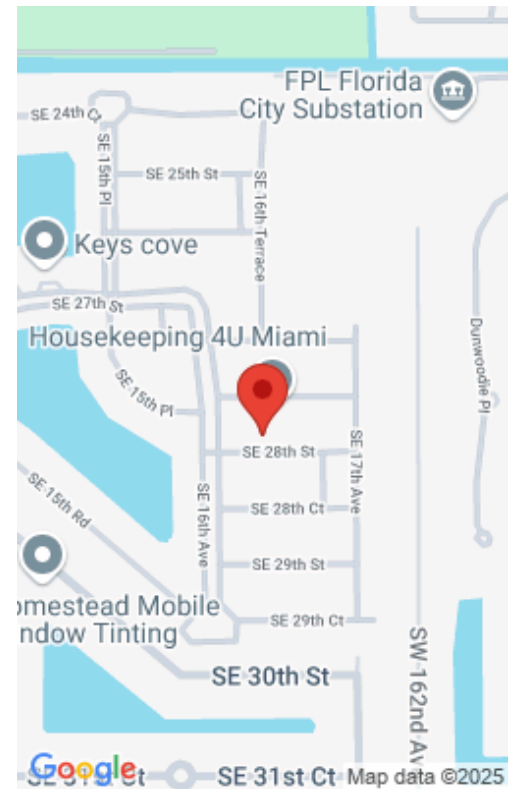 FPL Florida
City Substation
SE 24th Ct
SE 15th Pl
SE 25th St
SE 16th Terrace
Keys cove
SE 27th St
Dunwoodie Pl
Housekeeping 4U Miami
SE 15th Pl
SE 28th St
SE 17th Ave
SE 15th Rd
SE 16th Ave
SE 28th Ct
SE 29th St
omestead Mobile
ndow Tinting
SE 29th Ct
SW 162nd Av
SE 30th St
Google
SE 31st Ct
SE 31st Ct
Map data ©2025